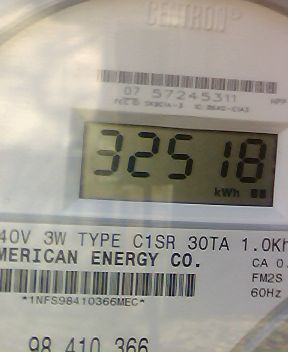 CENTRON®
07 57245311
32518
kWh
40V 3W TYPE C1SR 30TA 1.0Kh
MERICAN ENERGY CO.
CA 0.
FM2S
60Hz
*1NFS98410366MEC*
98 410 366